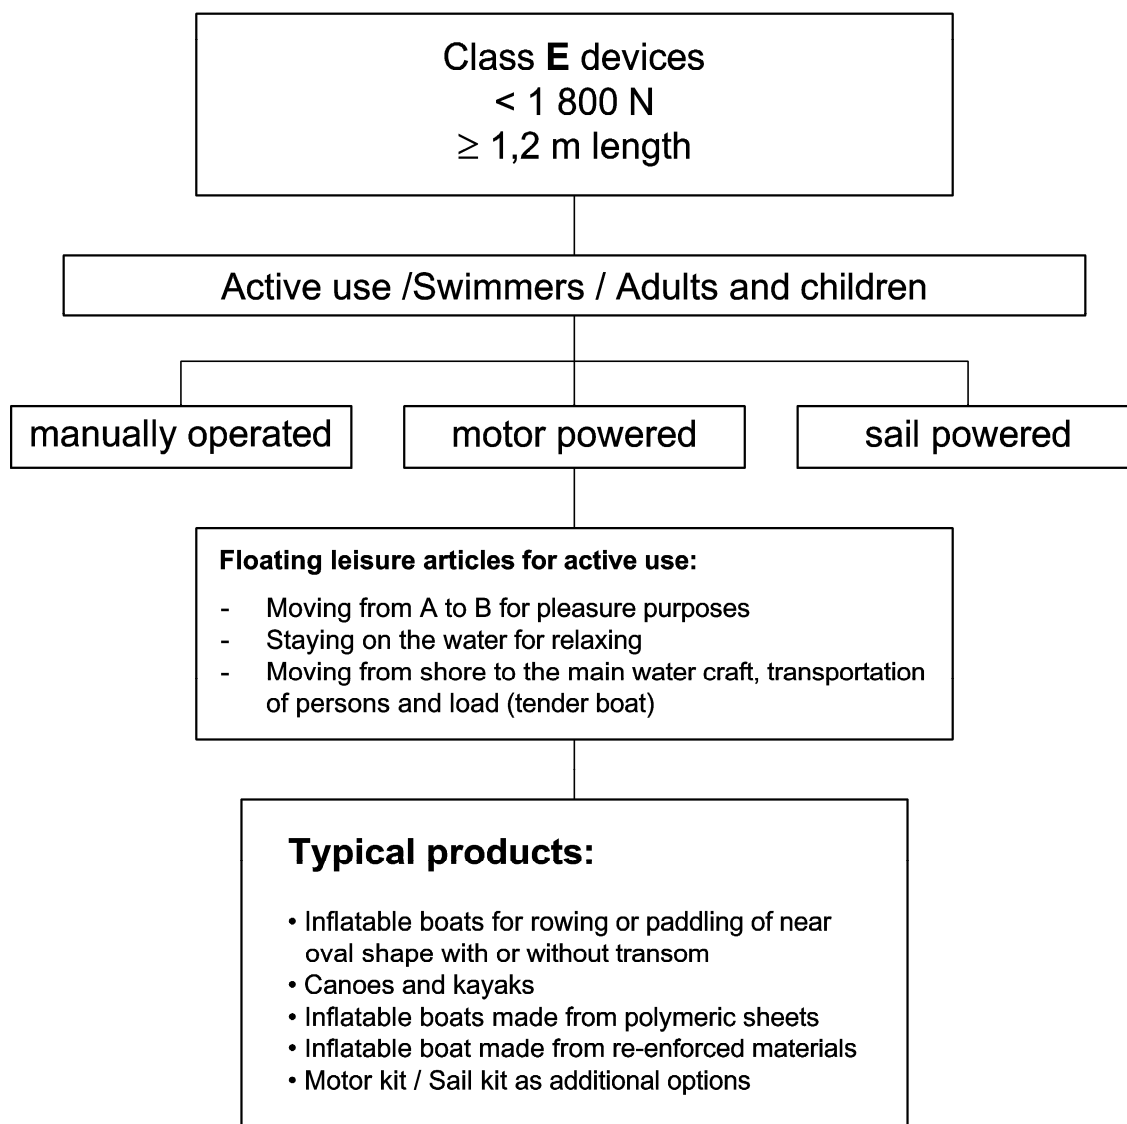 Class E devices
< 1 800 N
≥ 1,2 m length
Active use /Swimmers / Adults and children
manually operated
motor powered
sail powered
Floating leisure articles for active use:
- Moving from A to B for pleasure purposes
- Staying on the water for relaxing
- Moving from shore to the main water craft, transportation
of persons and load (tender boat)
Typical products:
• Inflatable boats for rowing or paddling of near
oval shape with or without transom
• Canoes and kayaks
• Inflatable boats made from polymeric sheets
• Inflatable boat made from re-enforced materials
• Motor kit / Sail kit as additional options